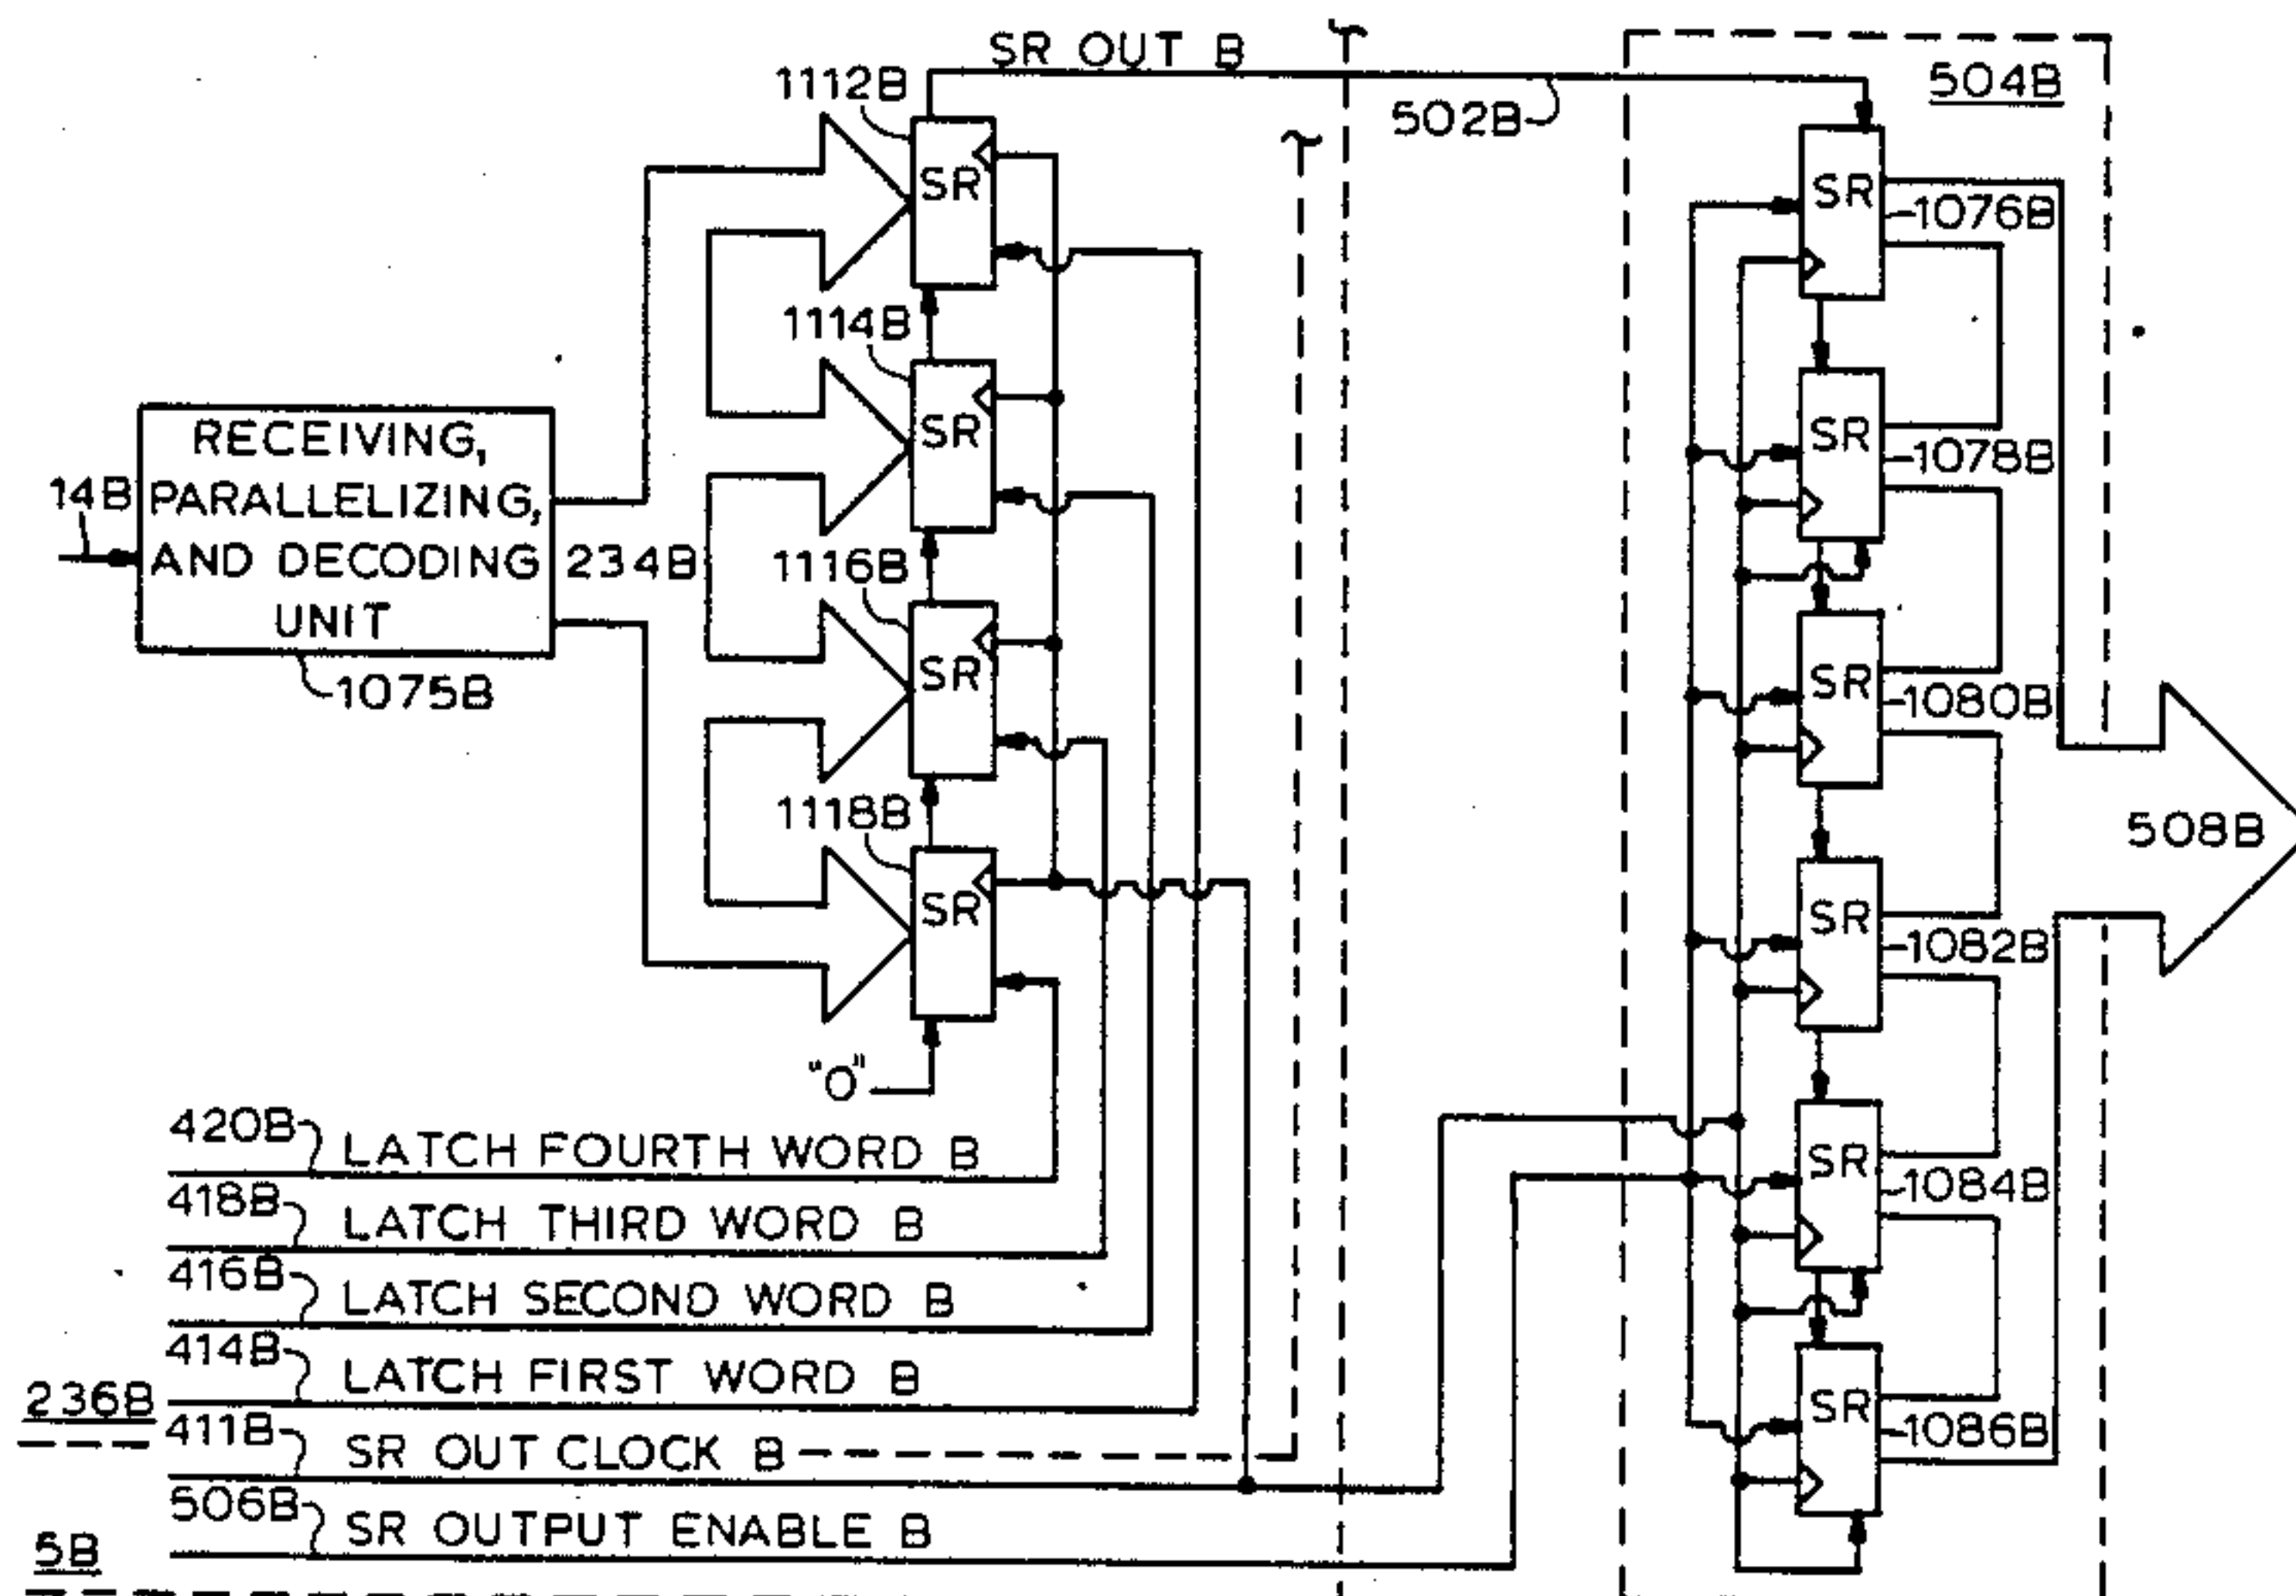 SR OUT B
1112B
502B
504B
SR
SR
1076B
1114B
SR
SR
1078B
RECEIVING,
PARALLELIZING,
AND DECODING
UNIT
14B
234B
1075B
1116B
SR
SR
1080B
1118B
SR
SR
1082B
508B
"0"
SR
1084B
SR
1086B
420B LATCH FOURTH WORD B
418B LATCH THIRD WORD B
416B LATCH SECOND WORD B
414B LATCH FIRST WORD B
236B
411B SR OUT CLOCK B
506B SR OUTPUT ENABLE B
5B